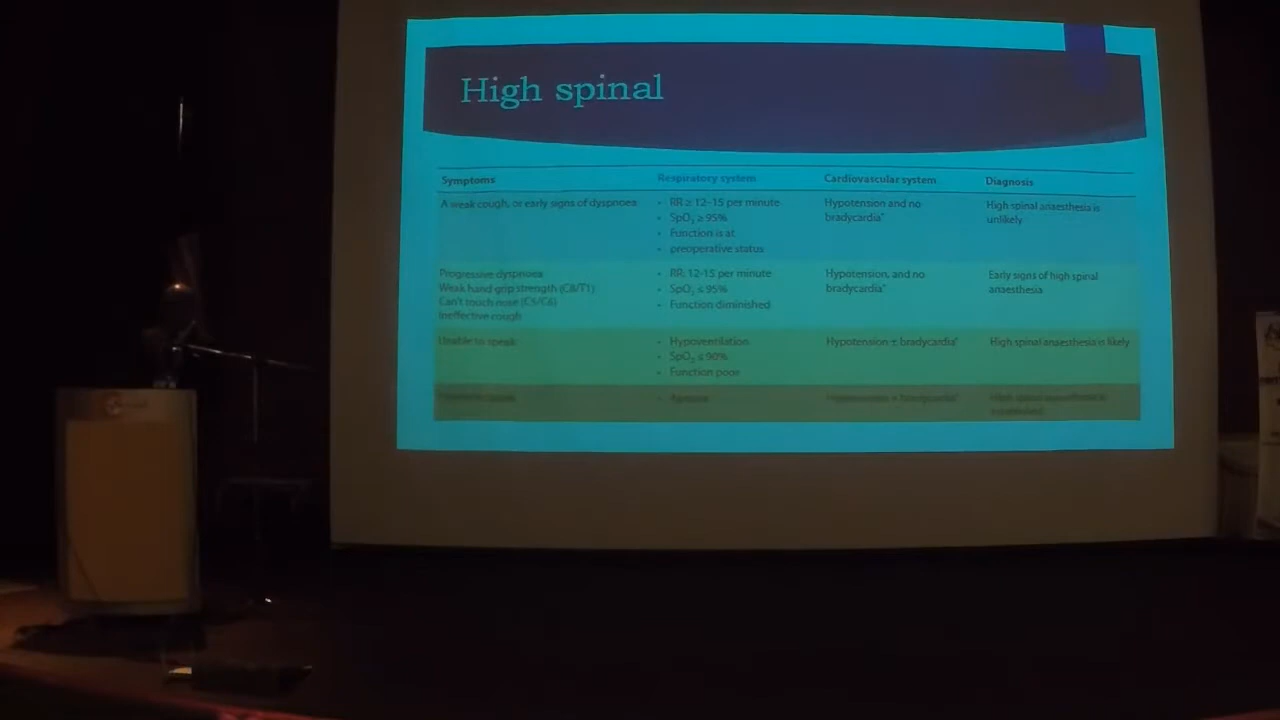 High spinal
Symptoms
Respiratory system
Cardiovascular system
Diagnosis
A weak cough, or early signs of dyspnoea
• RR ≥ 12-15 per minute
• SpO₂ ≥ 95%
• Function is at
• preoperative status
Hypotension and no
bradycardia*
High spinal anaesthesia is
unlikely
Progressive dyspnoea
Weak hand grip strength (C8/T1)
Can't touch nose (C5/C6)
Ineffective cough
• RR, 12-15 per minute
• SpO₂ ≤ 95%
• Function diminished
Hypotension, and no
bradycardia*
Early signs of high spinal
anaesthesia
Unable to speak
• Hypoventilation
• SpO₂ ≤ 90%
• Function poor
Hypotension ± bradycardia*
High spinal anaesthesia is likely
• Apnoea
bradycardia*